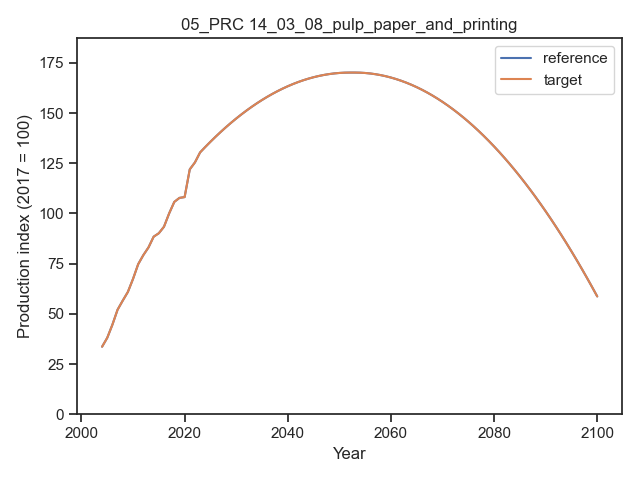 05_PRC 14_03_08_pulp_paper_and_printing
reference
target
Production index (2017 = 100)
175
150
125
100
75
50
25
0
2000
2020
2040
2060
2080
2100
Year